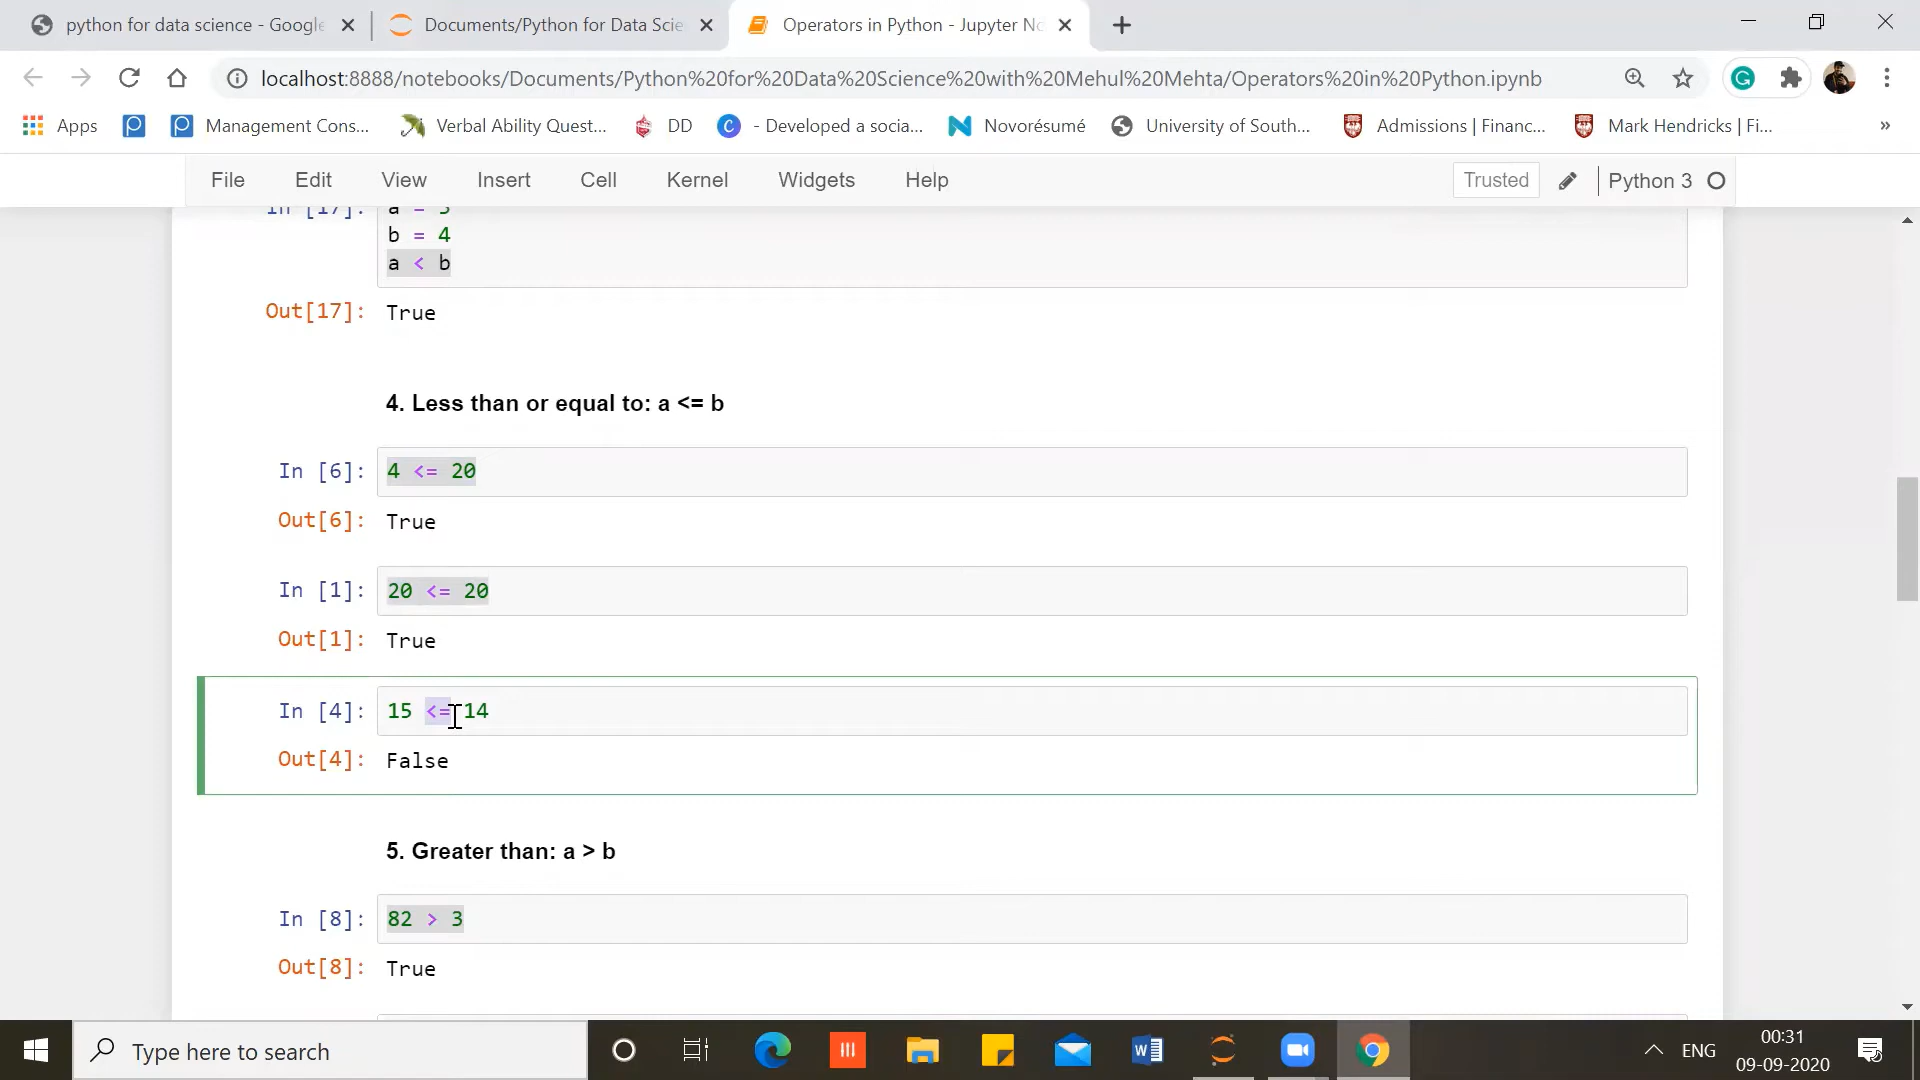 python for data science - Google
Documents/Python for Data Scie
Operators in Python - Jupyter No
localhost:8888/notebooks/Documents/Python%20for%20Data%20Science%20with%20Mehul%20Mehta/Operators%20in%20Python.ipynb
Apps
Management Cons...
Verbal Ability Quest...
DD
- Developed a socia...
Novorésumé
University of South...
Admissions | Financ...
Mark Hendricks | Fi...
»
File Edit View Insert Cell Kernel Widgets Help
Trusted
Python 3
In [17]:
b = 4
a < b
Out[17]: True
4. Less than or equal to: a <= b
In [6]: 4 <= 20
Out[6]: True
In [1]: 20 <= 20
Out[1]: True
In [4]: 15 <= 14
Out[4]: False
5. Greater than: a > b
In [8]: 82 > 3
Out[8]: True
Type here to search
ENG
00:31
09-09-2020